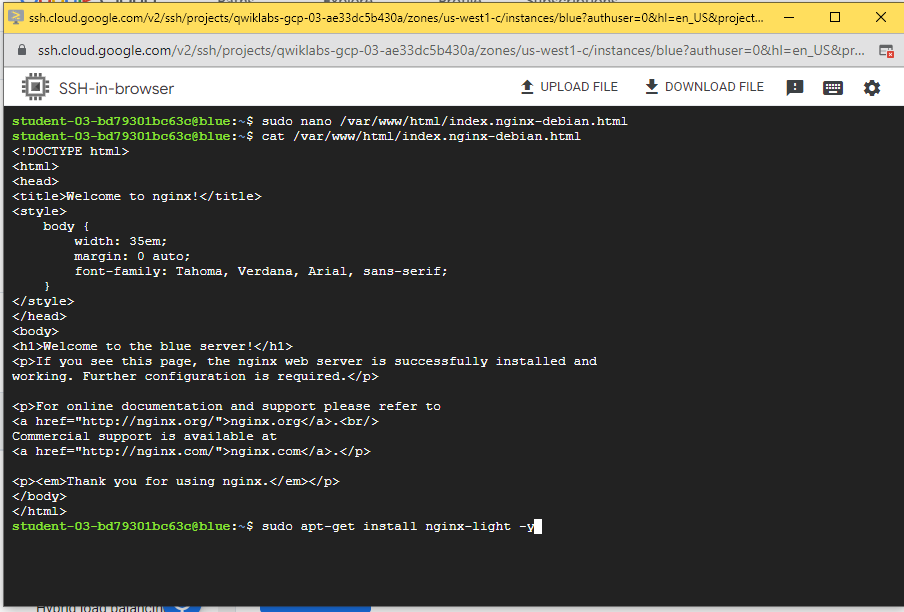 ssh.cloud.google.com/v2/ssh/projects/qwiklabs-gcp-03-ae33dc5b430a/zones/us-west1-c/instances/blue?authuser=0&hl=en_US&project...
ssh.cloud.google.com/v2/ssh/projects/qwiklabs-gcp-03-ae33dc5b430a/zones/us-west1-c/instances/blue?authuser=0&hl=en_US&pr...
SSH-in-browser
UPLOAD FILE
DOWNLOAD FILE
student-03-bd79301bc63c@blue:~$ sudo nano /var/www/html/index.nginx-debian.html
student-03-bd79301bc63c@blue:~$ cat /var/www/html/index.nginx-debian.html
<!DOCTYPE html>
<html>
<head>
<title>Welcome to nginx!</title>
<style>
    body {
        width: 35em;
        margin: 0 auto;
        font-family: Tahoma, Verdana, Arial, sans-serif;
    }
</style>
</head>
<body>
<h1>Welcome to the blue server!</h1>
<p>If you see this page, the nginx web server is successfully installed and
working. Further configuration is required.</p>
<p>For online documentation and support please refer to
<a href="http://nginx.org/">nginx.org</a>.<br/>
Commercial support is available at
<a href="http://nginx.com/">nginx.com</a>.</p>
<p><em>Thank you for using nginx.</em></p>
</body>
</html>
student-03-bd79301bc63c@blue:~$ sudo apt-get install nginx-light -y